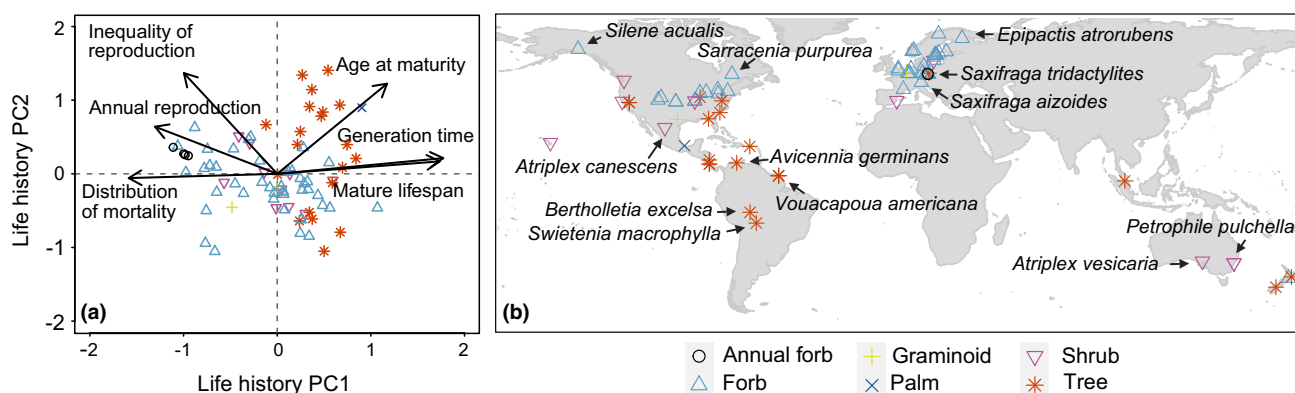 2
1
0
-1
-2
-2
-1
0
1
2
Life history PC2
Life history PC1
Inequality of
reproduction
Age at maturity
Annual reproduction
Generation time
Distribution
of mortality
Mature lifespan
(a)
Silene acualis
Sarracenia purpurea
Epipactis atrorubens
Saxifraga tridactylites
Saxifraga aizoides
Atriplex canescens
Avicennia germinans
Vouacapoua americana
Bertholletia excelsa
Swietenia macrophylla
Petrophile pulchella
Atriplex vesicaria
(b)
Annual forb
Graminoid
Shrub
Forb
Palm
Tree